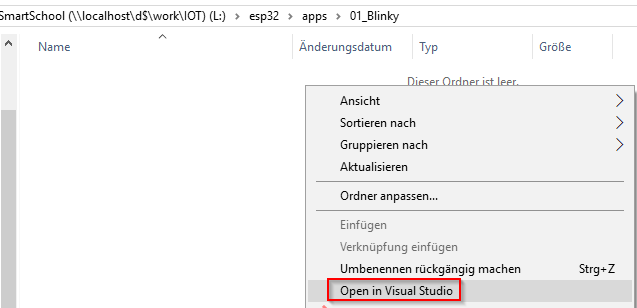 SmartSchool (\\localhost\d$\work\IOT) (L:) > esp32 > apps > 01_Blinky
Name Änderungsdatum Typ Größe
Dieser Ordner ist leer.
Ansicht
Sortieren nach
Gruppieren nach
Aktualisieren
Ordner anpassen...
Einfügen
Verknüpfung einfügen
Umbenennen rückgängig machen Strg+Z
Open in Visual Studio